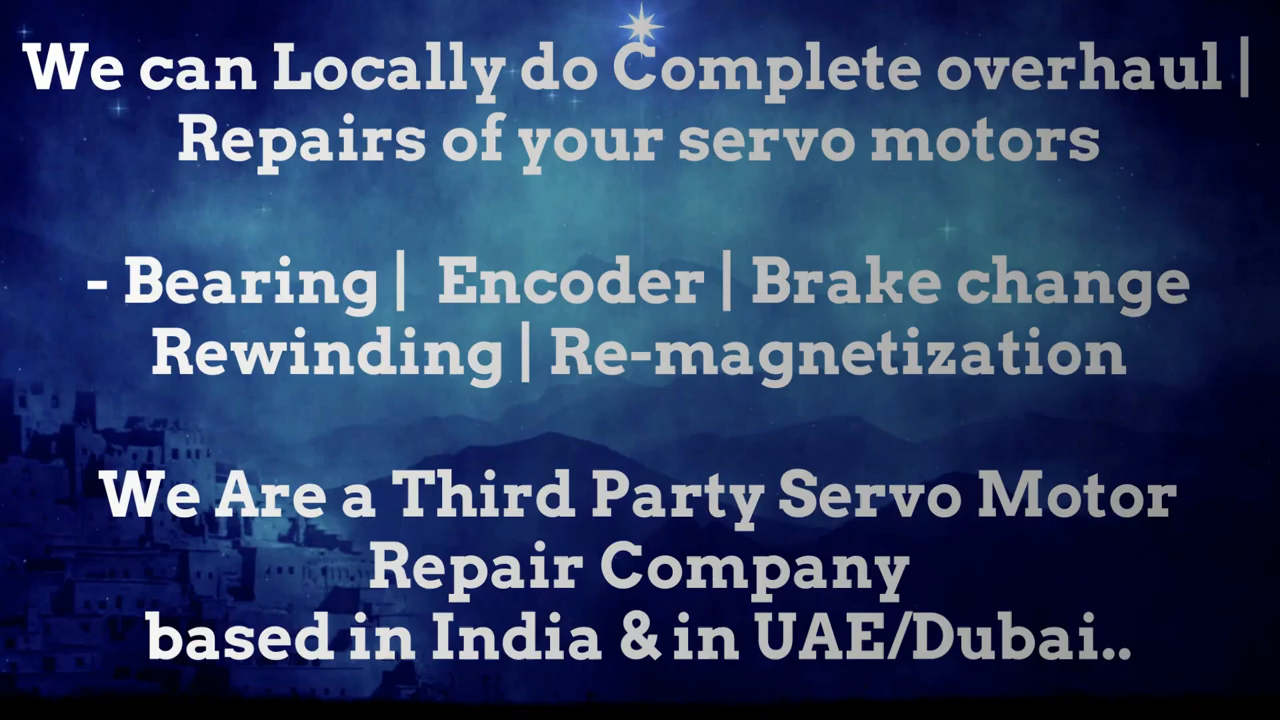 We can Locally do Complete overhaul |
Repairs of your servo motors
- Bearing | Encoder | Brake change
Rewinding | Re-magnetization
We Are a Third Party Servo Motor
Repair Company
based in India & in UAE/Dubai..